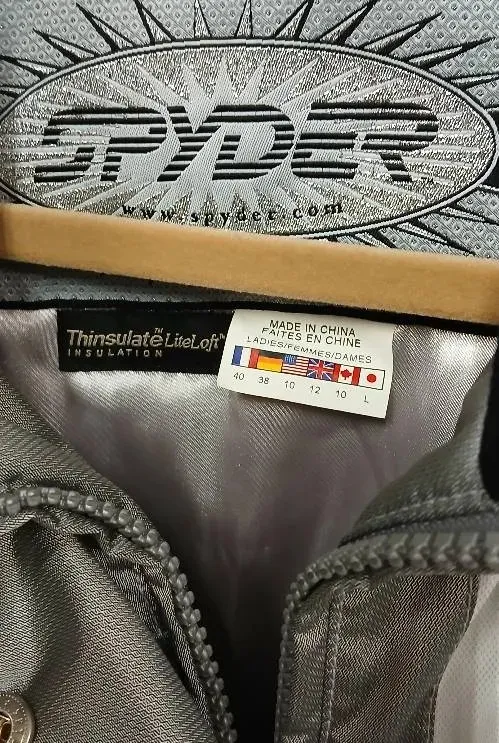 SPYDER
www.spyder.com
Thinsulate™ LiteLoft™
INSULATION
MADE IN CHINA
FAITES EN CHINE
LADIES/FEMMES/DAMES
40 38 10 12 10 L